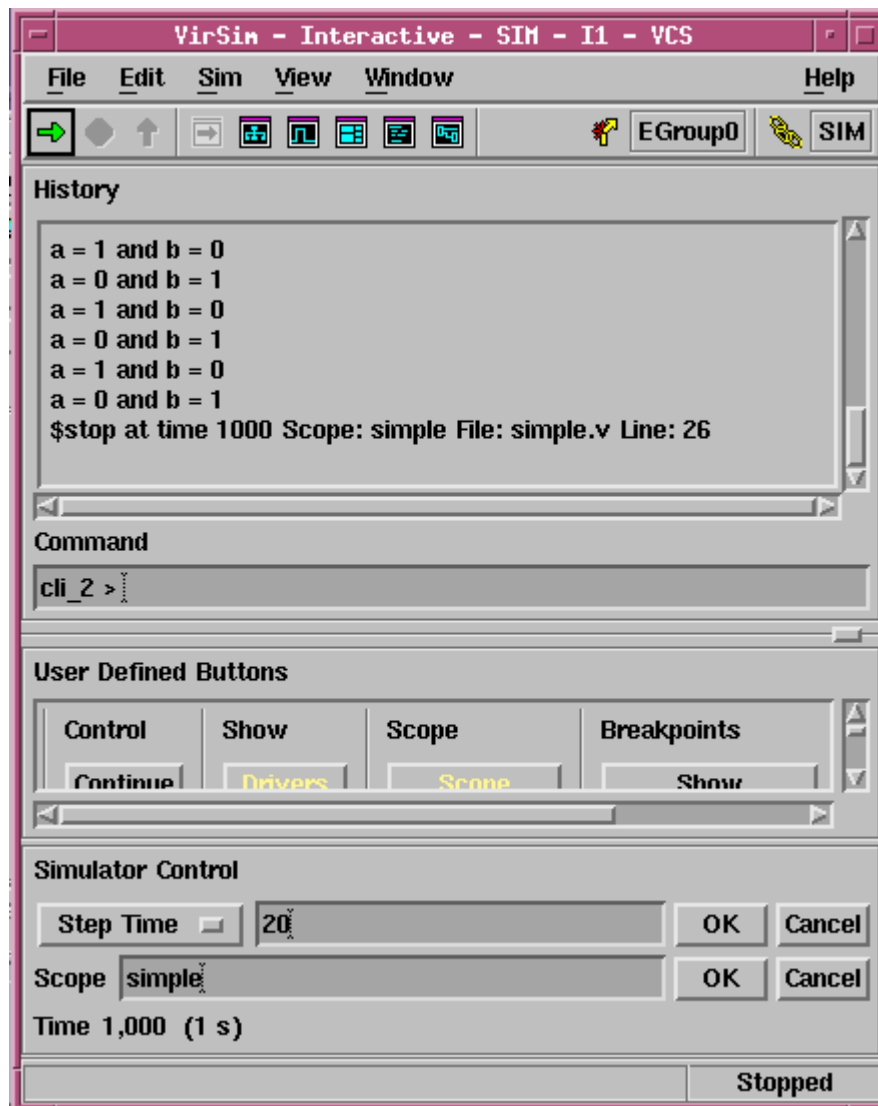 VirSim - Interactive - SIM - I1 - VCS
File Edit Sim View Window Help
EGroup0 SIM
History
a = 1 and b = 0
a = 0 and b = 1
a = 1 and b = 0
a = 0 and b = 1
a = 1 and b = 0
a = 0 and b = 1
$stop at time 1000 Scope: simple File: simple.v Line: 26
Command
cli_2 >
User Defined Buttons
Control Show Scope Breakpoints
Continue Drivers Scope Show
Simulator Control
Step Time 20 OK Cancel
Scope simple OK Cancel
Time 1,000 (1 s)
Stopped